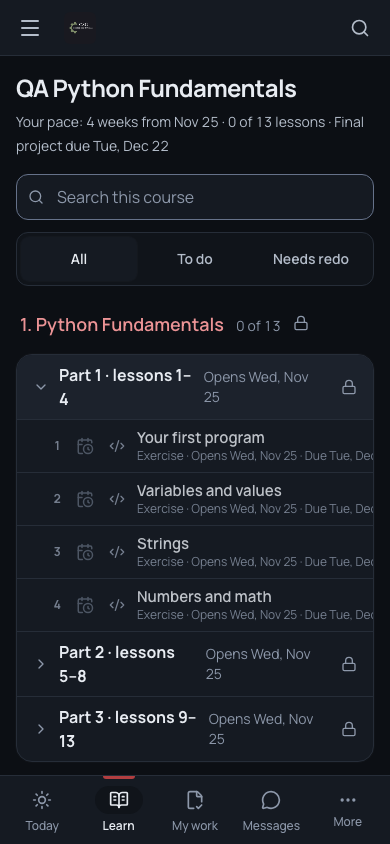 QA Python Fundamentals
Your pace: 4 weeks from Nov 25 · 0 of 13 lessons · Final
project due Tue, Dec 22
Search this course
All
To do
Needs redo
1. Python Fundamentals 0 of 13
Part 1 · lessons 1–
4
Opens Wed, Nov
25
1
Your first program
Exercise · Opens Wed, Nov 25 · Due Tue, Dec
2
Variables and values
Exercise · Opens Wed, Nov 25 · Due Tue, Dec
3
Strings
Exercise · Opens Wed, Nov 25 · Due Tue, Dec
4
Numbers and math
Exercise · Opens Wed, Nov 25 · Due Tue, Dec
Part 2 · lessons
5–8
Opens Wed, Nov
25
Part 3 · lessons 9–
13
Opens Wed, Nov
25
Today
Learn
My work
Messages
More